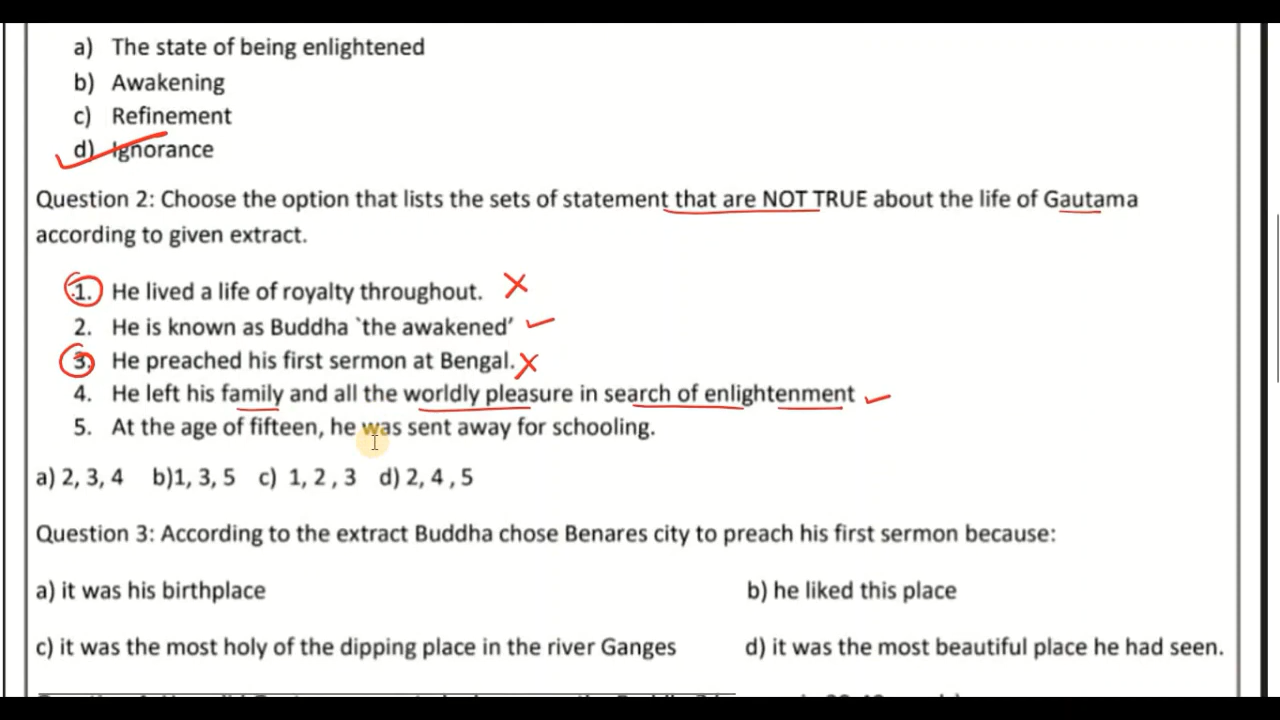 a) The state of being enlightened
b) Awakening
c) Refinement
d) Ignorance
Question 2: Choose the option that lists the sets of statement that are NOT TRUE about the life of Gautama
according to given extract.
1. He lived a life of royalty throughout.
2. He is known as Buddha `the awakened’
3. He preached his first sermon at Bengal.
4. He left his family and all the worldly pleasure in search of enlightenment
5. At the age of fifteen, he was sent away for schooling.
a) 2, 3, 4 b)1, 3, 5 c) 1, 2 , 3 d) 2, 4 , 5
Question 3: According to the extract Buddha chose Benares city to preach his first sermon because:
a) it was his birthplace b) he liked this place
c) it was the most holy of the dipping place in the river Ganges d) it was the most beautiful place he had seen.